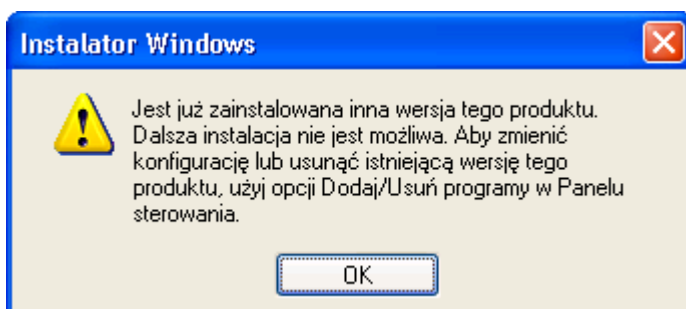 Instalator Windows
Jest już zainstalowana inna wersja tego produktu.
Dalsza instalacja nie jest możliwa. Aby zmienić
konfigurację lub usunąć istniejącą wersję tego
produktu, użyj opcji Dodaj/Usuń programy w Panelu
sterowania.
OK